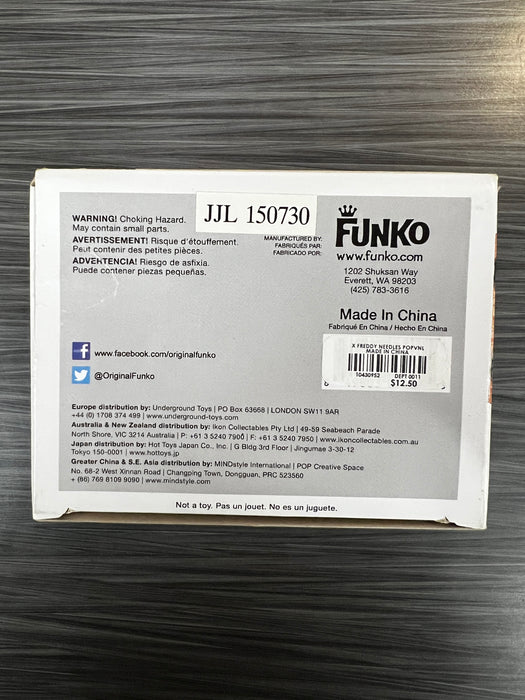 WARNING! Choking Hazard.
May contain small parts.
AVERTISSEMENT! Risque d'étouffement.
Peut contenir des petites pièces.
ADVERTENCIA! Riesgo de asfixia.
Puede contener piezas pequeñas.
JJL 150730
MANUFACTURED BY:
FABRIQUÉS PAR:
FABRICADO POR:
FUNKO
www.funko.com
1202 Shuksan Way
Everett, WA 98203
(425) 783-3616
Made In China
Fabriqué En China / Hecho En China
X FREDDY NEEDLES POPVNL
MADE IN CHINA
10430952 DEPT 0011
$12.50
www.facebook.com/originalfunko
@OriginalFunko
Europe distribution by: Underground Toys | PO Box 63668 | LONDON SW11 9AR
+44 (0) 1708 374 499 | www.underground-toys.com
Australia & New Zealand distribution by: Ikon Collectables Pty Ltd | 49-59 Seabeach Parade
North Shore, VIC 3214 Australia | P: +61 3 5240 7900 | F: +61 3 5240 7950 | www.ikoncollectables.com.au
Japan distribution by: Hot Toys Japan Co., Inc. | G Bldg 3rd Floor | Jingumae 3-30-12
Tokyo 150-0001 | www.hottoys.jp
Greater China & S.E. Asia distribution by: MINDstyle International | POP Creative Space
No. 68-2 West Xinnan Road | Changping Town, Dongguan, PRC 523560
+ (86) 769 8109 9090 | www.mindstyle.com
Not a toy. Pas un jouet. No es un juguete.